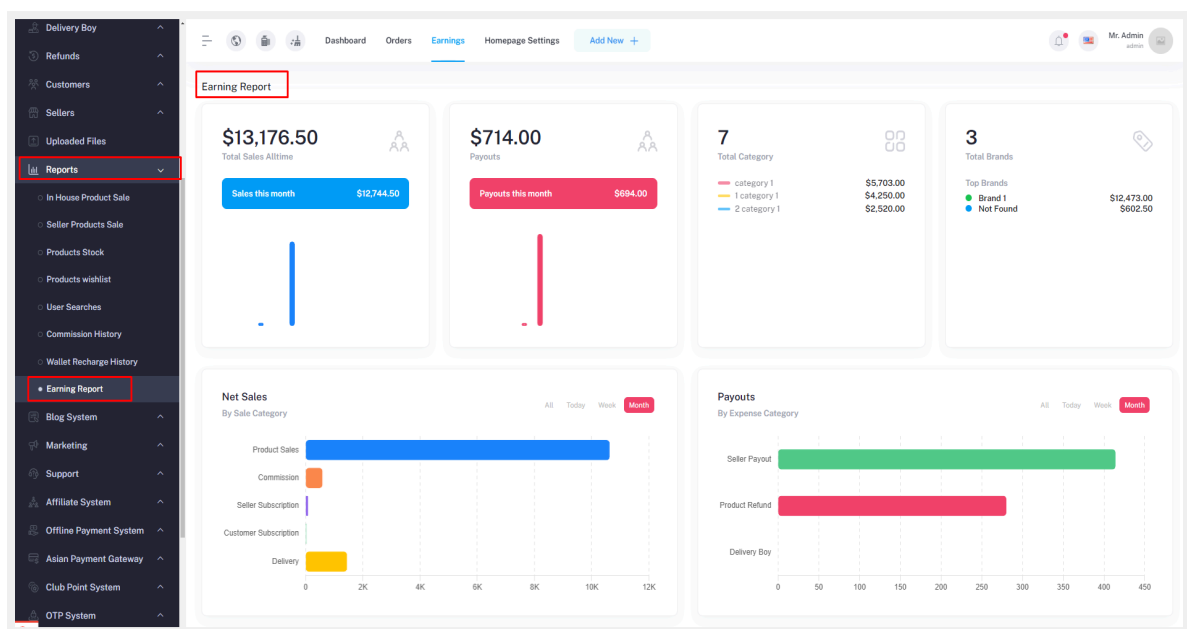 Delivery Boy
Refunds
Customers
Sellers
Uploaded Files
Reports
In House Product Sale
Seller Products Sale
Products Stock
Products wishlist
User Searches
Commission History
Wallet Recharge History
Earning Report
Blog System
Marketing
Support
Affiliate System
Offline Payment System
Asian Payment Gateway
Club Point System
OTP System
Dashboard Orders Earnings Homepage Settings Add New +
Mr. Admin
admin
Earning Report
$13,176.50
Total Sales Alltime
Sales this month $12,744.50
$714.00
Payouts
Payouts this month $694.00
7
Total Category
category 1 $5,703.00
1 category 1 $4,250.00
2 category 1 $2,520.00
3
Total Brands
Top Brands
Brand 1 $12,473.00
Not Found $602.50
Net Sales
By Sale Category
All Today Week Month
Product Sales
Commission
Seller Subscription
Customer Subscription
Delivery
0 2K 4K 6K 8K 10K 12K
Payouts
By Expense Category
All Today Week Month
Seller Payout
Product Refund
Delivery Boy
0 50 100 150 200 250 300 350 400 450